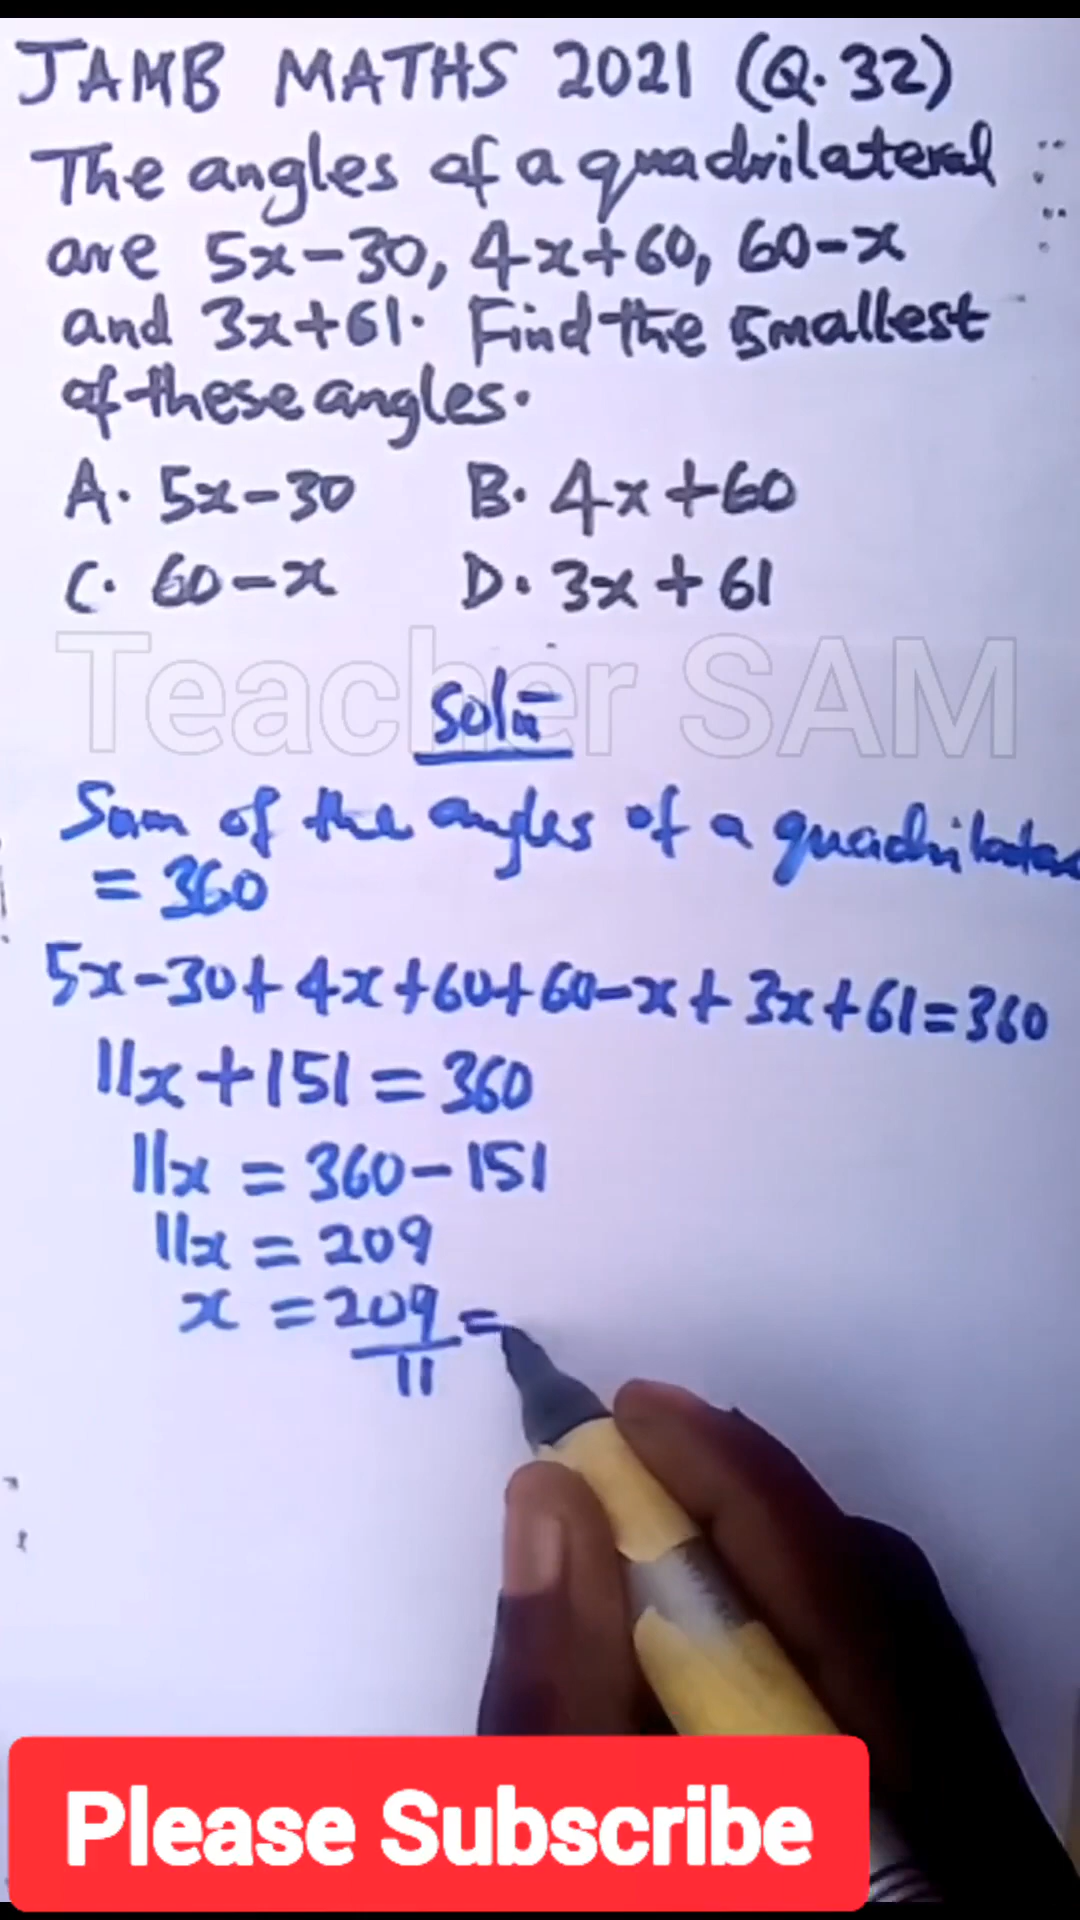 JAMB MATHS 2021 (Q.32)
The angles of a quadrilateral
are 5x-30, 4x+60, 60-x
and 3x+61. Find the smallest
of these angles.
A. 5x-30 B. 4x+60
C. 60-x D. 3x+61
Teacher SAM
Soln
Sum of the angles of a
= 360
5x-30+4x+60+60-x+3x+61=360
11x+151=360
11x = 360-151
11x = 209
x = 209/11 =
Please Subscribe